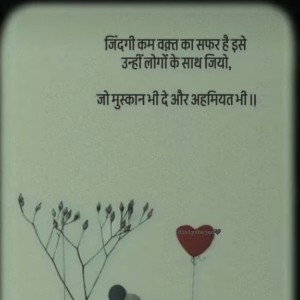 जिंदगी कम वक़्त का सफर है इसे
उन्हीं लोगों के साथ जियो,
जो मुस्कान भी दे और अहमियत भी॥